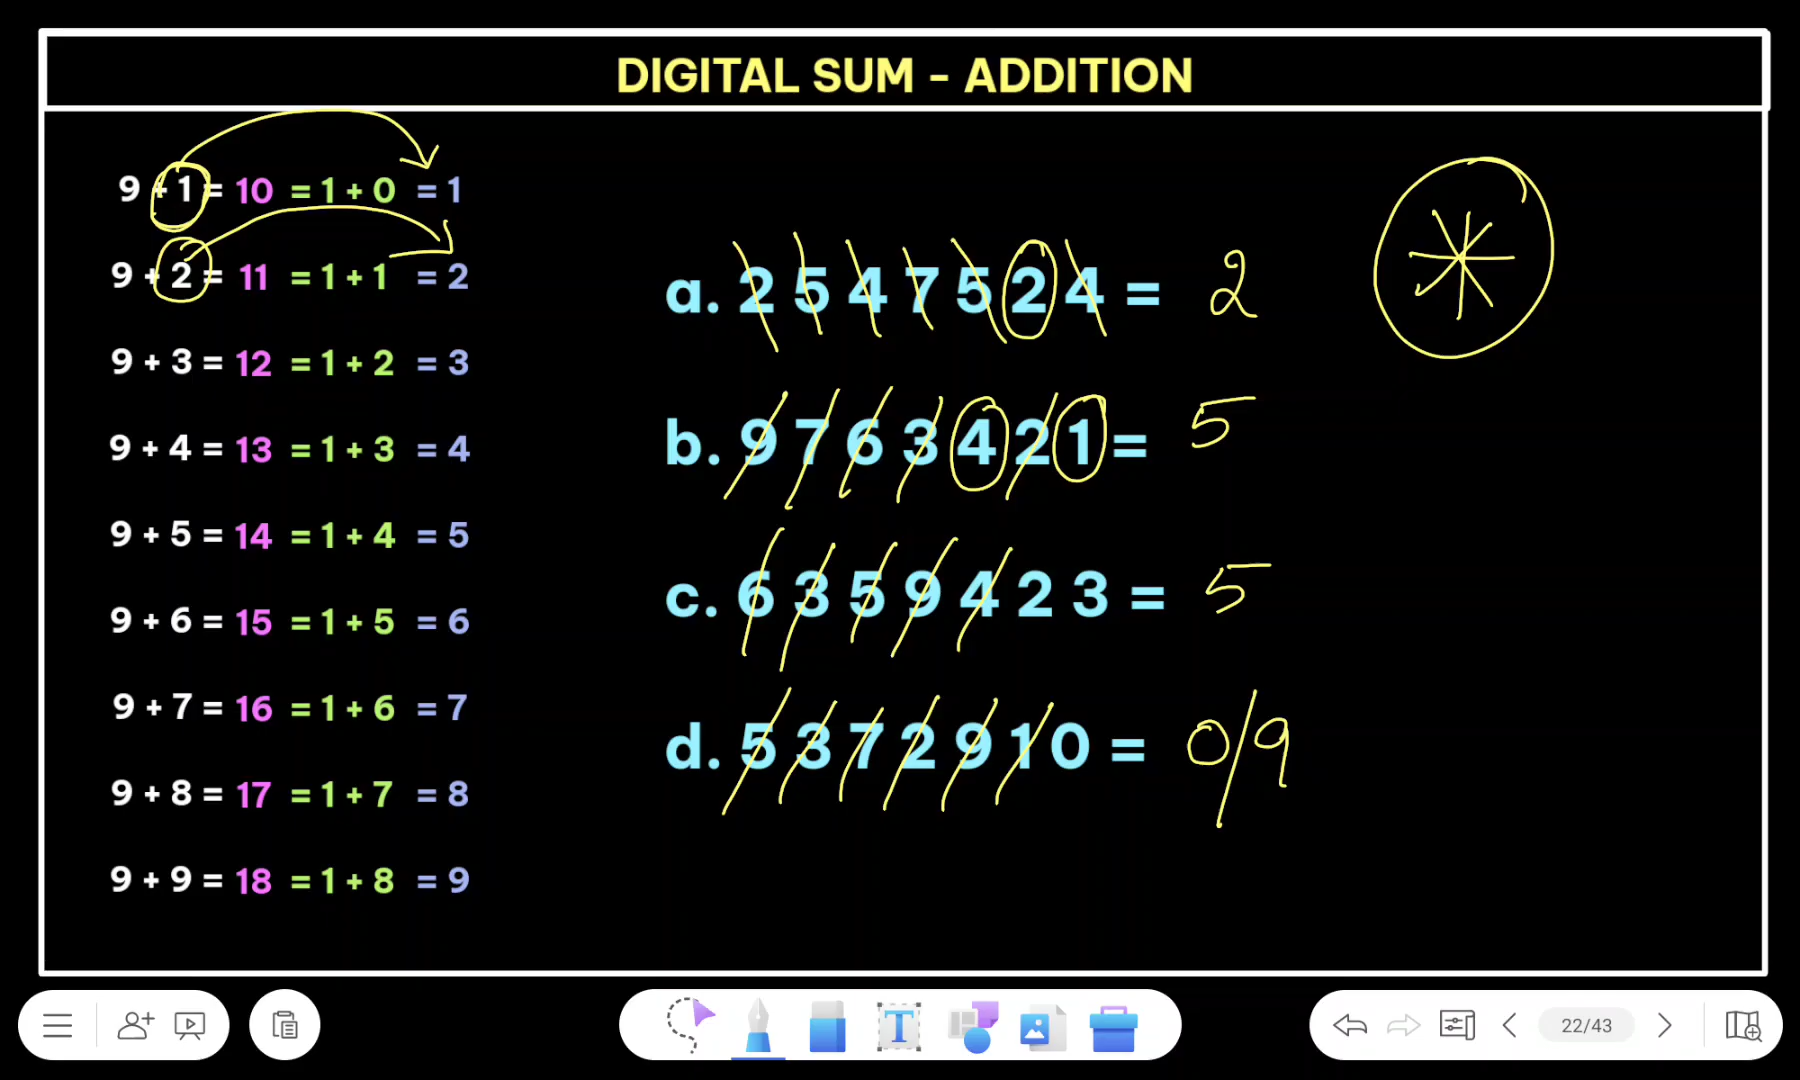 DIGITAL SUM - ADDITION
9 + 1 = 10 = 1 + 0 = 1
9 + 2 = 11 = 1 + 1 = 2
9 + 3 = 12 = 1 + 2 = 3
9 + 4 = 13 = 1 + 3 = 4
9 + 5 = 14 = 1 + 4 = 5
9 + 6 = 15 = 1 + 5 = 6
9 + 7 = 16 = 1 + 6 = 7
9 + 8 = 17 = 1 + 7 = 8
9 + 9 = 18 = 1 + 8 = 9
a. 2 5 4 7 5 2 4 = 2
b. 9 7 6 3 4 2 1 = 5
c. 6 3 5 9 4 2 3 = 5
d. 5 3 7 2 9 1 0 = 0/9
T
22/43